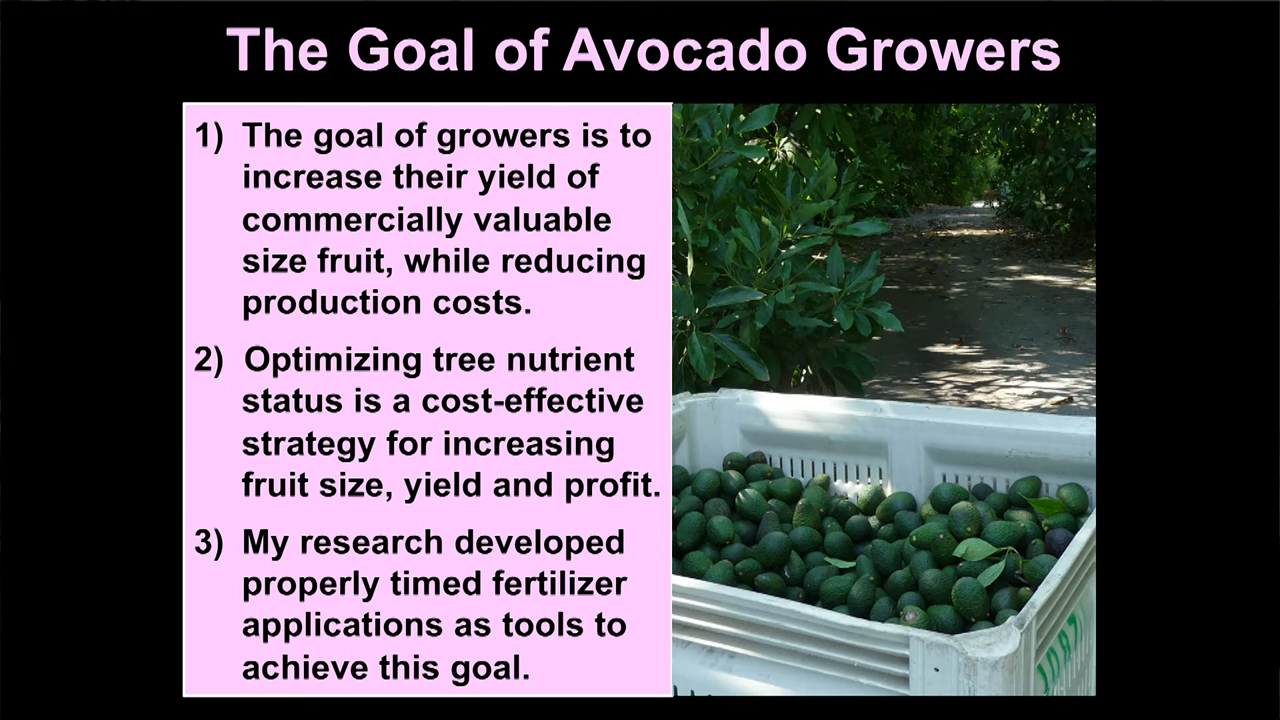 The Goal of Avocado Growers
1) The goal of growers is to
increase their yield of
commercially valuable
size fruit, while reducing
production costs.
2) Optimizing tree nutrient
status is a cost-effective
strategy for increasing
fruit size, yield and profit.
3) My research developed
properly timed fertilizer
applications as tools to
achieve this goal.